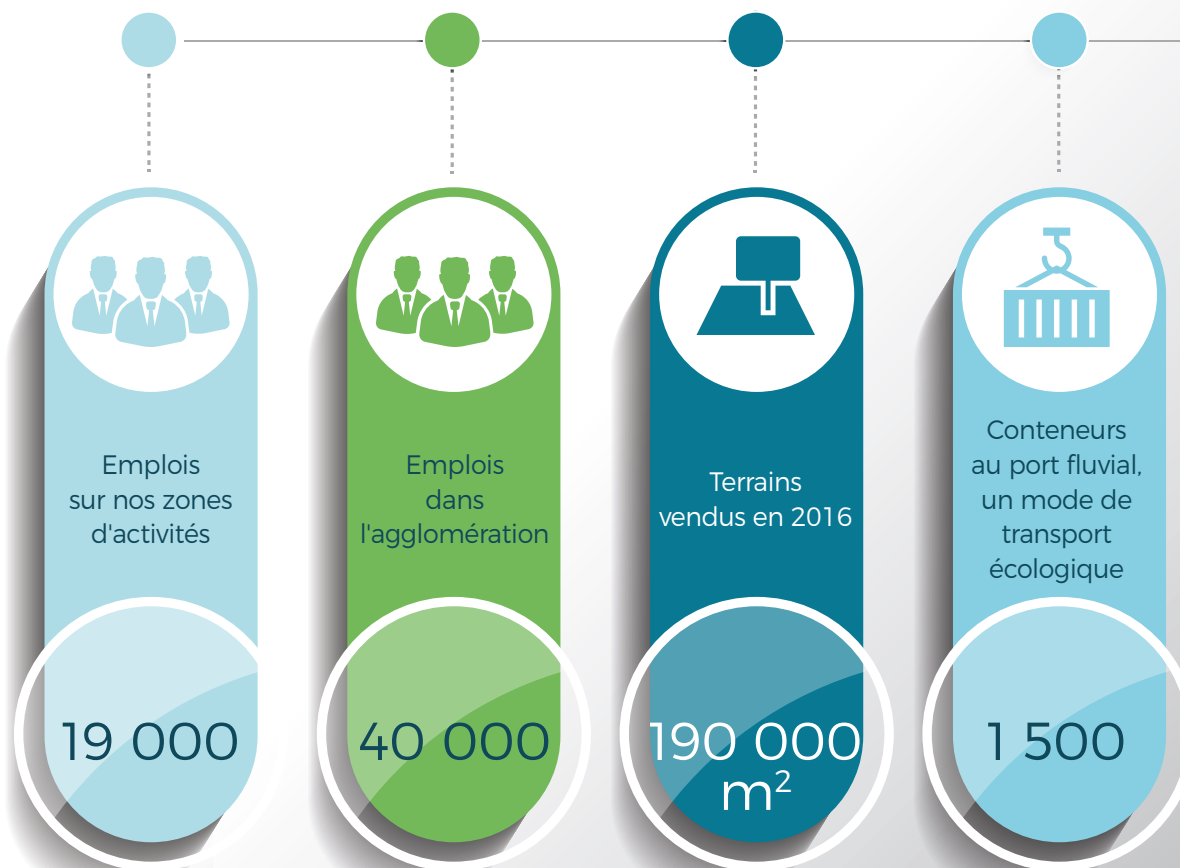 Emplois
sur nos zones
d'activités
19 000
Emplois
dans
l'agglomération
40 000
Terrains
vendus en 2016
190 000
m²
Conteneurs
au port fluvial,
un mode de
transport
écologique
1 500